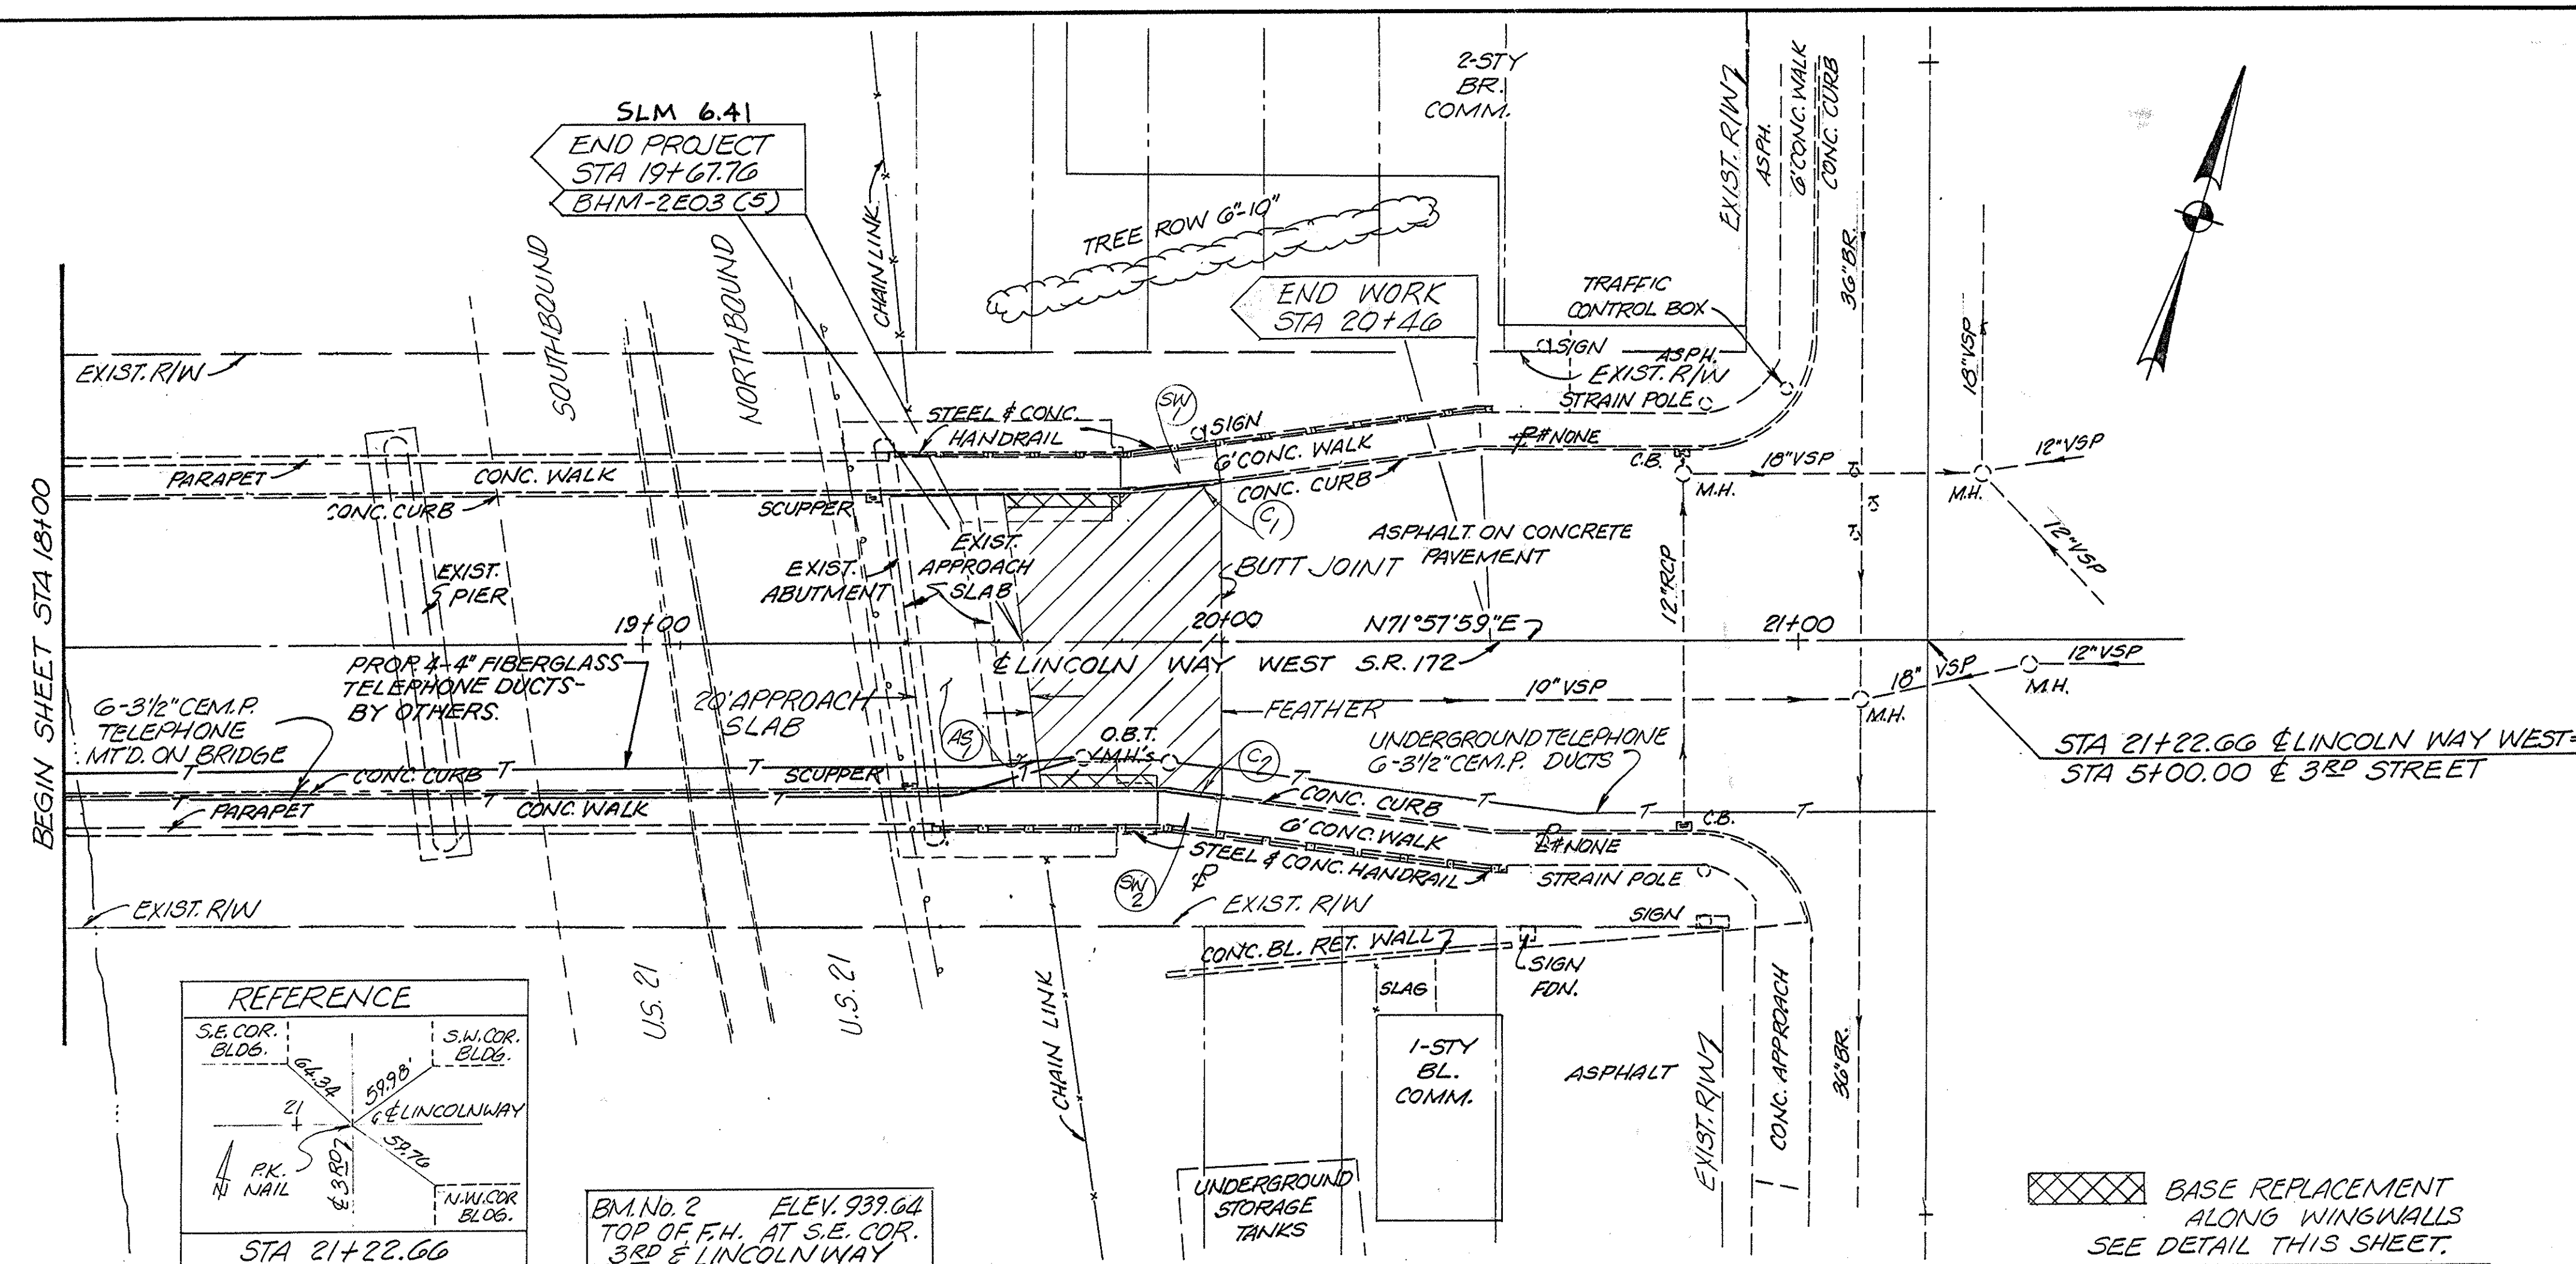 SLM 6.41
END PROJECT
STA 19+67.76
BHM-2E03 (5)
CHAIN LINK
2-STY
BR.
COMM.
EXIST. R/W
ASPH.
6' CONC. WALK
CONC. CURB
36" BR.
18" VSP
TREE ROW 6"-10"
END WORK
STA 20+46
TRAFFIC
CONTROL BOX
SOUTHBOUND
NORTHBOUND
EXIST. R/W
SIGN
ASPH.
EXIST. R/W
STRAIN POLE
SW
1
STEEL & CONC.
HANDRAIL
SIGN
6' CONC. WALK
CONC. CURB
P#NONE
C.B.
M.H.
18" VSP
M.H.
12" VSP
12" VSP
PARAPET
CONC. WALK
CONC. CURB
SCUPPER
C
1
BEGIN SHEET STA 18+00
EXIST.
PIER
EXIST.
ABUTMENT
EXIST.
APPROACH
SLAB
ASPHALT ON CONCRETE
PAVEMENT
BUTT JOINT
12" RCP
19+00
20+00
N71°57'59"E
21+00
℄ LINCOLN WAY WEST S.R. 172
PROP. 4-4" FIBERGLASS
TELEPHONE DUCTS-
BY OTHERS.
6-3½" CEM. P.
TELEPHONE
MT'D. ON BRIDGE
20' APPROACH
SLAB
AS
1
FEATHER
10" VSP
M.H.
18" VSP
12" VSP
M.H.
O.B.T.
M.H.'s
UNDERGROUND TELEPHONE
6-3½" CEM. P. DUCTS
STA 21+22.66 ℄ LINCOLN WAY WEST=
STA 5+00.00 ℄ 3RD STREET
T
CONC. CURB
T
T
SCUPPER
C
2
T
T
T
T
T
PARAPET
T
CONC. WALK
T
CONC. CURB
6' CONC. WALK
C.B.
P#NONE
STEEL & CONC. HANDRAIL
STRAIN POLE
SW
2
EXIST. R/W
EXIST. R/W
SIGN
CONC. BL. RET. WALL
SIGN
FDN.
SLAG
U.S. 21
U.S. 21
CHAIN LINK
1-STY
BL.
COMM.
ASPHALT
EXIST. R/W
CONC. APPROACH
36" BR.
UNDERGROUND
STORAGE
TANKS
REFERENCE
S.E. COR.
BLDG.
S.W. COR.
BLDG.
64.34
59.98'
21
℄ LINCOLNWAY
59.76
P.K.
NAIL
N
℄ 3RD
N.W. COR
BLDG.
STA 21+22.66
BM. No. 2 ELEV. 939.64
TOP OF F.H. AT S.E. COR.
3RD & LINCOLNWAY
BASE REPLACEMENT
ALONG WINGWALLS
SEE DETAIL THIS SHEET.